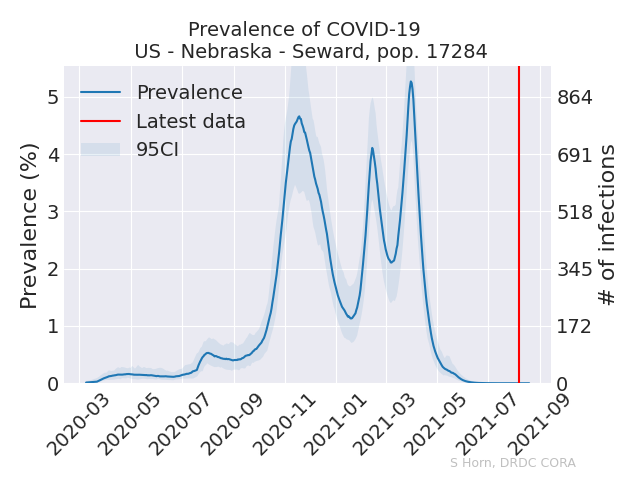 Prevalence of COVID-19
US - Nebraska - Seward, pop. 17284
Prevalence
Latest data
95CI
Prevalence (%)
5
4
3
2
1
0
864
691
518
345
172
0
# of infections
2020-03
2020-05
2020-07
2020-09
2020-11
2021-01
2021-03
2021-05
2021-07
2021-09
S Horn, DRDC CORA